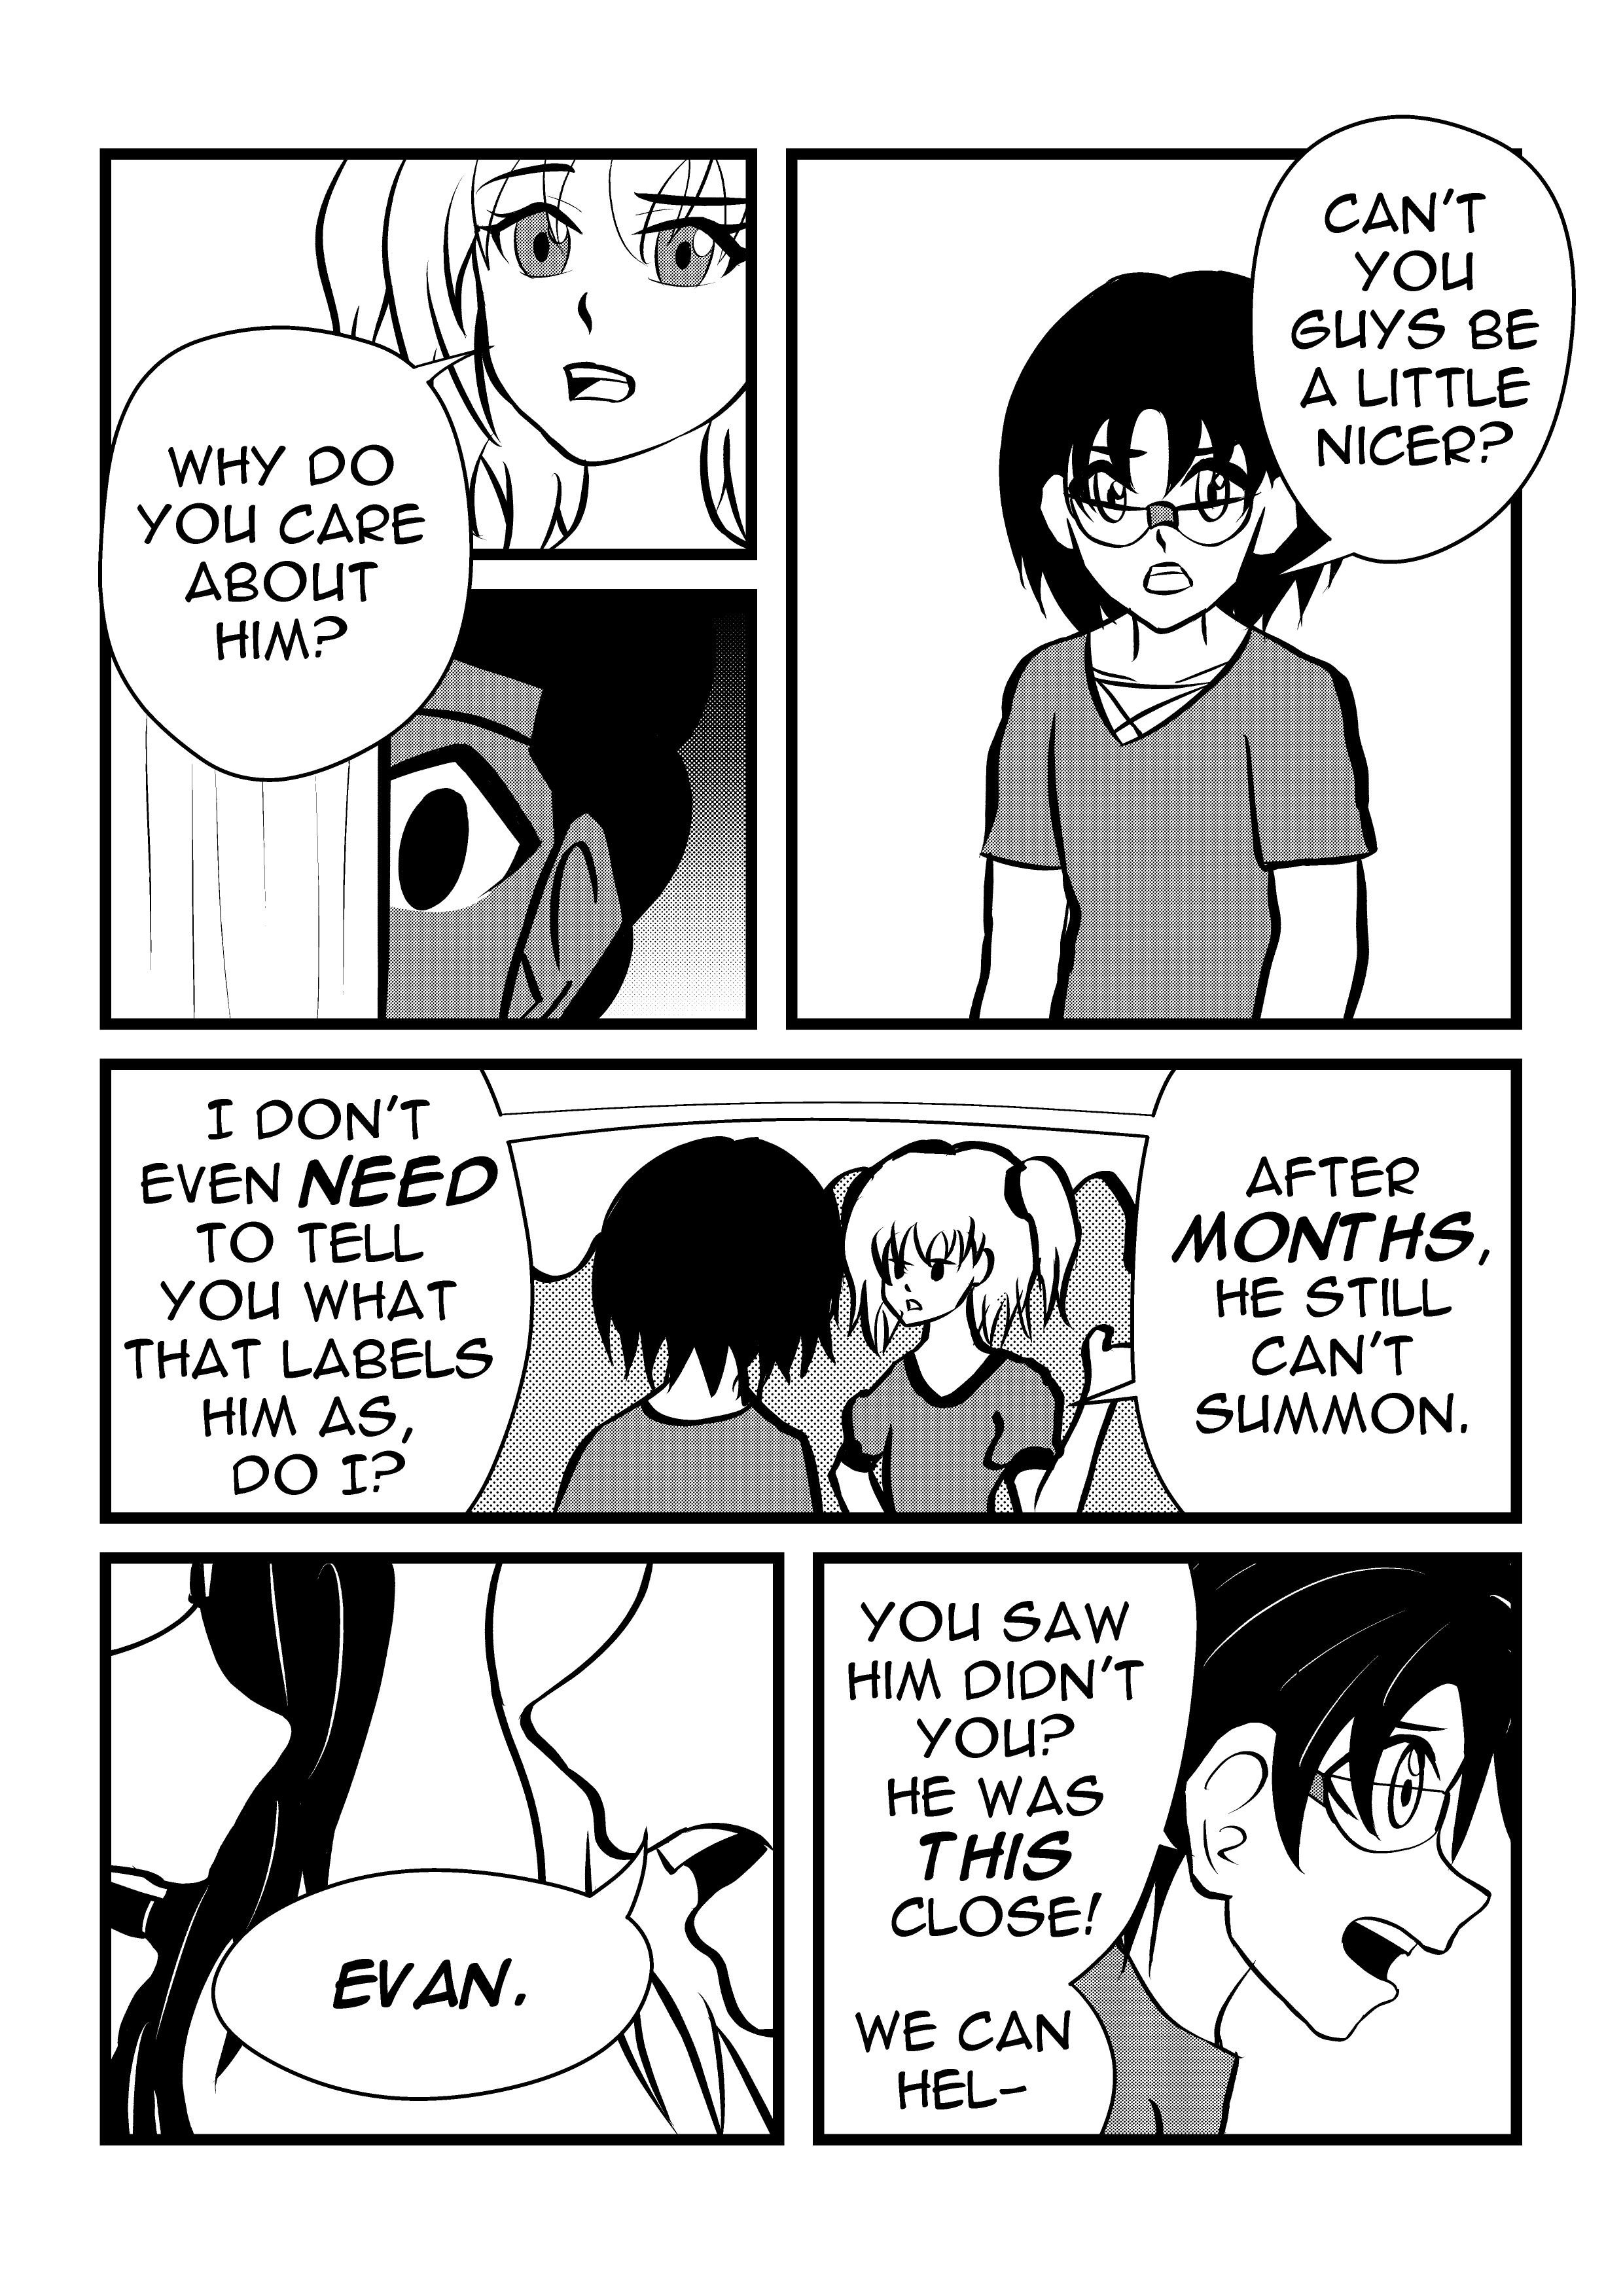 CAN'T
YOU
GUYS BE
A LITTLE
NICER?
WHY DO
YOU CARE
ABOUT
HIM?
AFTER
MONTHS,
HE STILL
CAN'T
SUMMON.
I DON'T
EVEN NEED
TO TELL
YOU WHAT
THAT LABELS
HIM AS,
DO I?
YOU SAW
HIM DIDN'T
YOU?
HE WAS
THIS
CLOSE!
WE CAN
HEL-
EVAN.